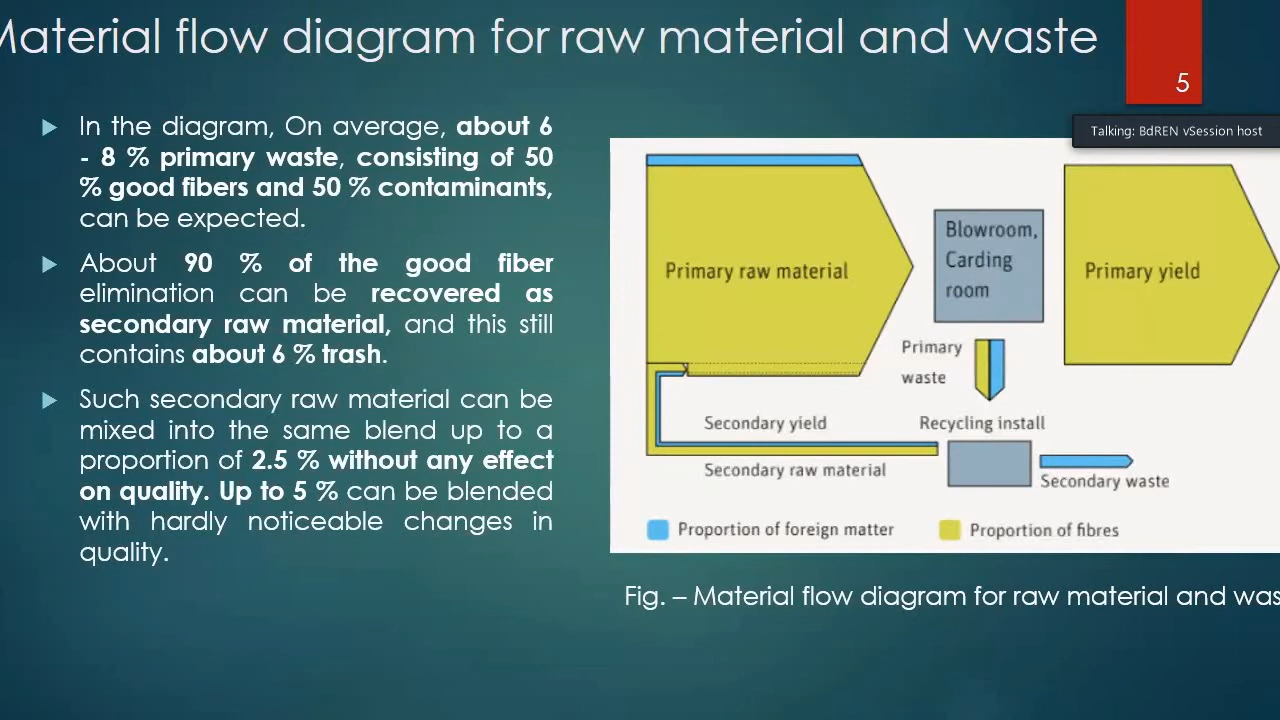 Material flow diagram for raw material and waste
5
Talking: BdREN vSession host
In the diagram, On average, about 6
- 8 % primary waste, consisting of 50
% good fibers and 50 % contaminants,
can be expected.
About 90 % of the good fiber
elimination can be recovered as
secondary raw material, and this still
contains about 6 % trash.
Such secondary raw material can be
mixed into the same blend up to a
proportion of 2.5 % without any effect
on quality. Up to 5 % can be blended
with hardly noticeable changes in
quality.
Primary raw material
Blowroom,
Carding
room
Primary yield
Primary
waste
Secondary yield
Recycling install
Secondary raw material
Secondary waste
Proportion of foreign matter
Proportion of fibres
Fig. – Material flow diagram for raw material and was